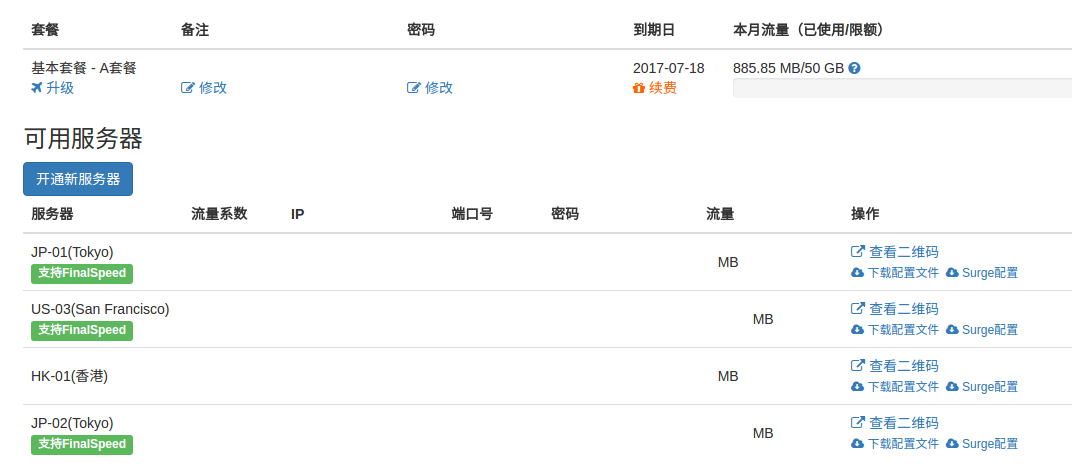 套餐 备注 密码 到期日 本月流量（已使用/限额）
基本套餐 - A套餐 2017-07-18 885.85 MB/50 GB
升级 修改 修改 续费
可用服务器
开通新服务器
服务器 流量系数 IP 端口号 密码 流量 操作
JP-01(Tokyo) 查看二维码
MB
支持FinalSpeed 下载配置文件 Surge配置
US-03(San Francisco) 查看二维码
MB
支持FinalSpeed 下载配置文件 Surge配置
查看二维码
HK-01(香港) MB
下载配置文件 Surge配置
JP-02(Tokyo) 查看二维码
MB
支持FinalSpeed 下载配置文件 Surge配置